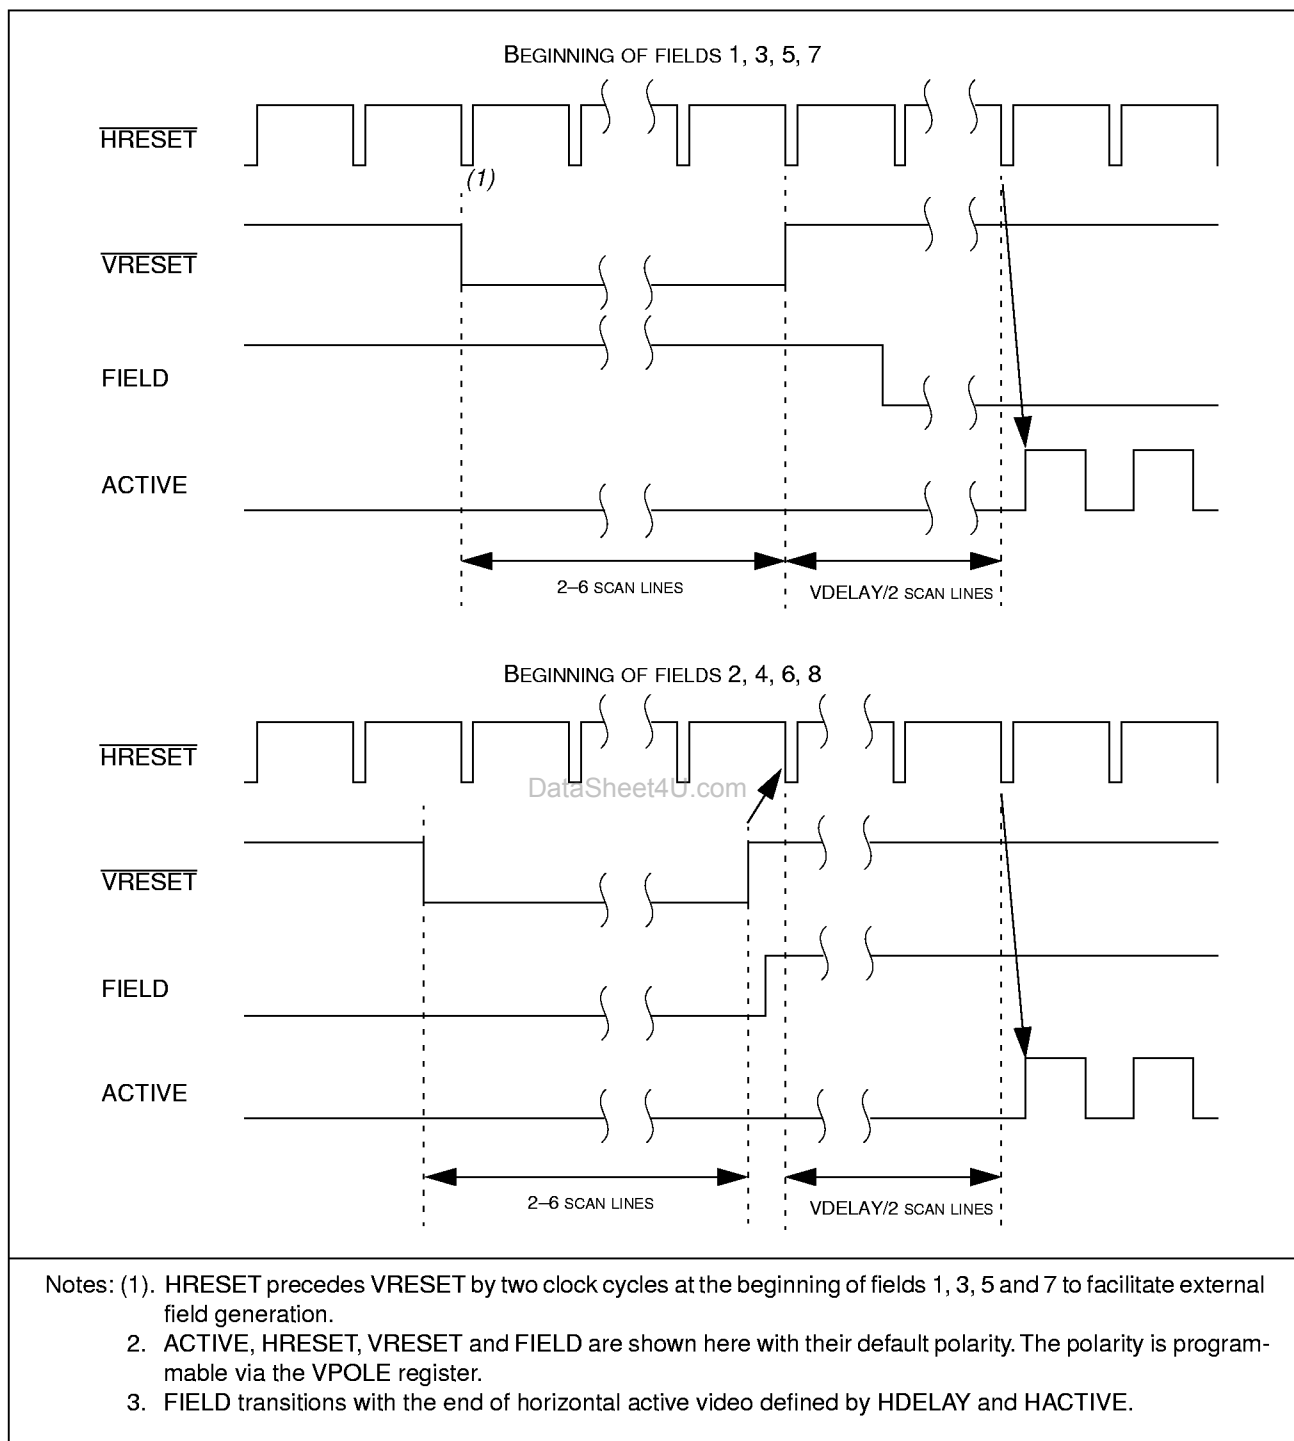 BEGINNING OF FIELDS 1, 3, 5, 7
HRESET
(1)
VRESET
FIELD
ACTIVE
2–6 SCAN LINES
VDELAY/2 SCAN LINES
BEGINNING OF FIELDS 2, 4, 6, 8
HRESET
DataSheet4U.com
VRESET
FIELD
ACTIVE
2–6 SCAN LINES
VDELAY/2 SCAN LINES
Notes: (1). HRESET precedes VRESET by two clock cycles at the beginning of fields 1, 3, 5 and 7 to facilitate external
field generation.
2. ACTIVE, HRESET, VRESET and FIELD are shown here with their default polarity. The polarity is program-
mable via the VPOLE register.
3. FIELD transitions with the end of horizontal active video defined by HDELAY and HACTIVE.